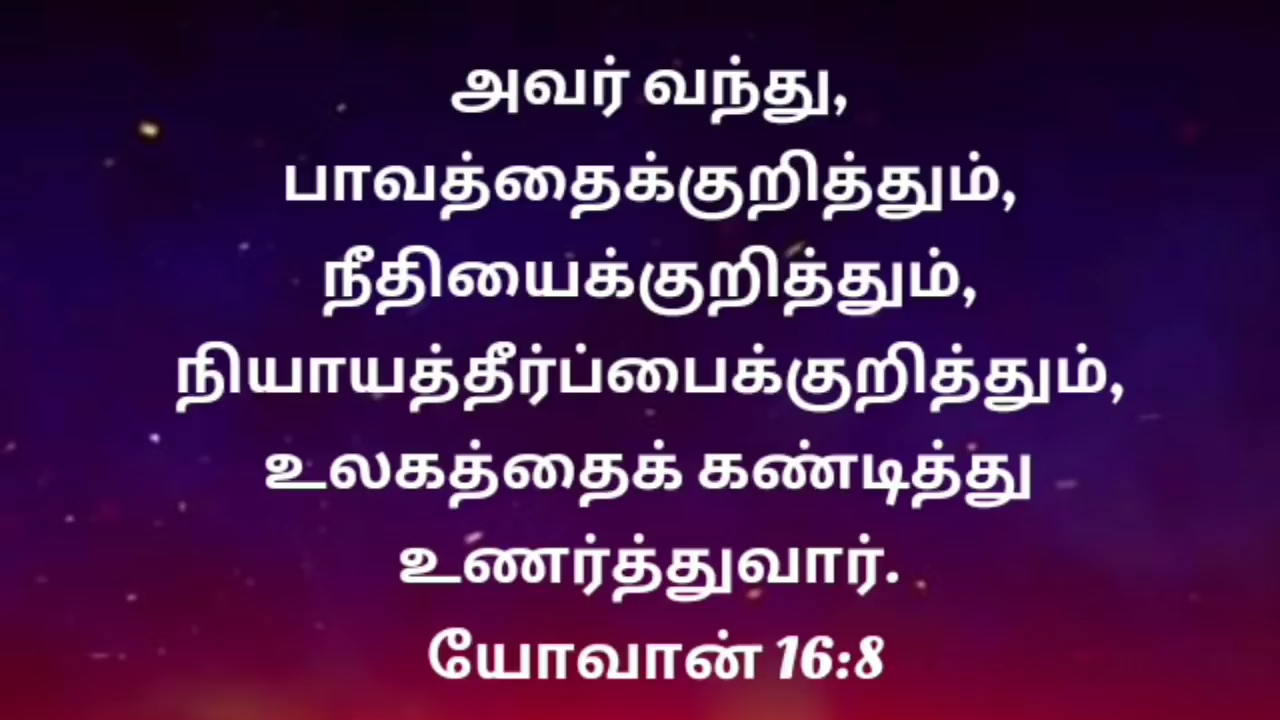 அவர் வந்து,
பாவத்தைக்குறித்தும்,
நீதியைக்குறித்தும்,
நியாயத்தீர்ப்பைக்குறித்தும்,
உலகத்தைக் கண்டித்து
உணர்த்துவார்.
யோவான் 16:8